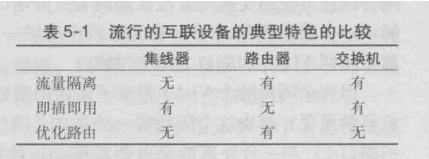 表 5-1 流行的互联设备的典型特色的比较
集线器 路由器 交换机
流量隔离 无 有 有
即插即用 有 无 有
优化路由 无 有 无